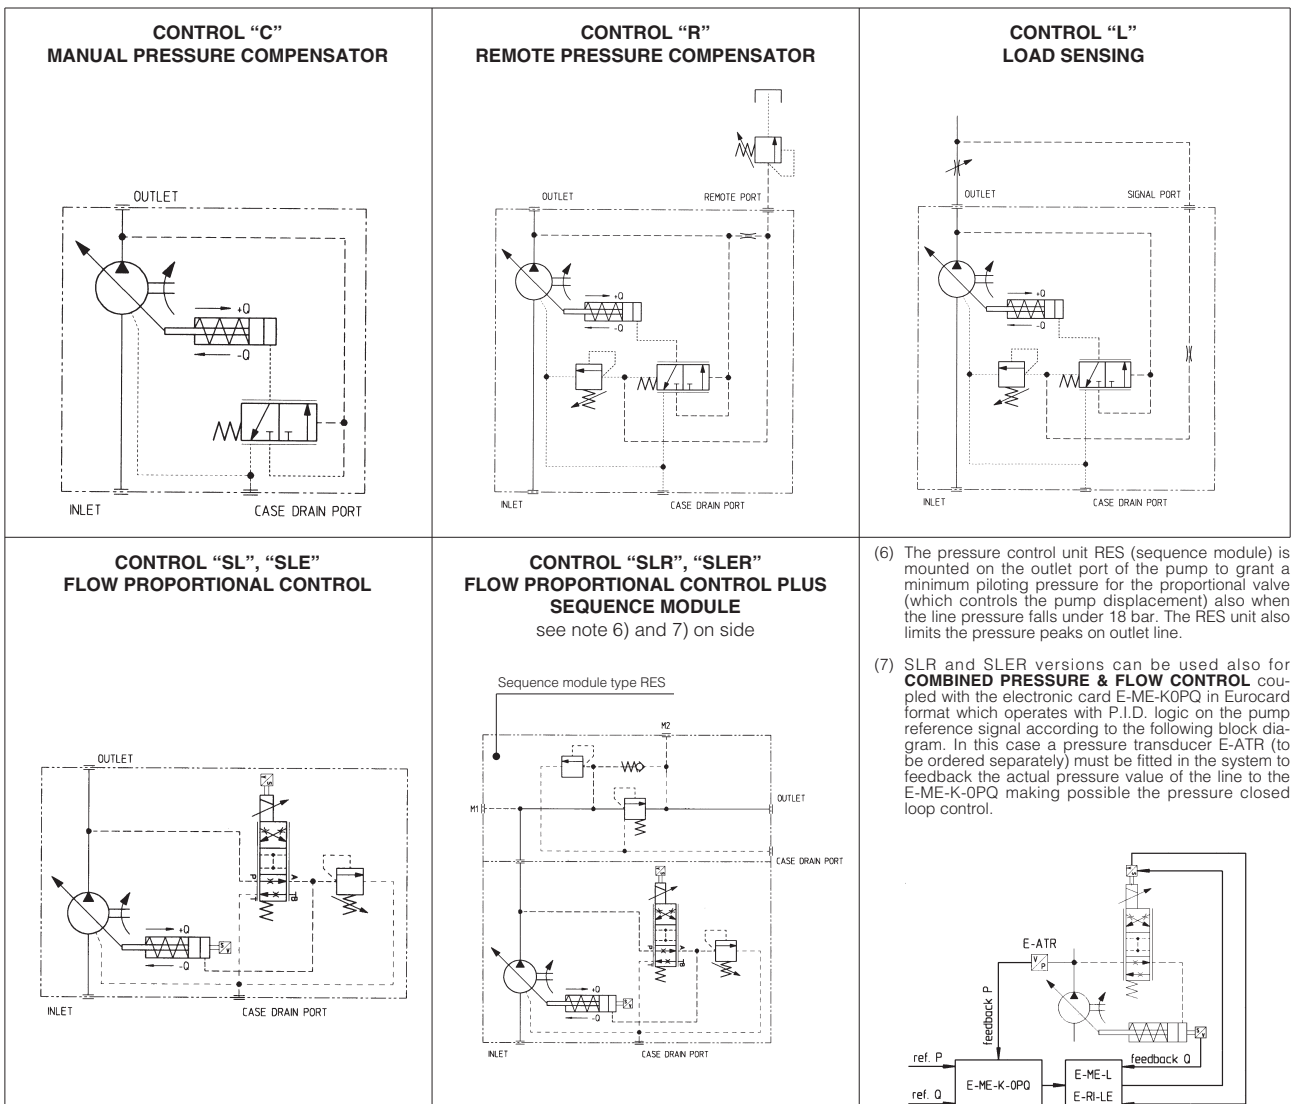 CONTROL “C”
MANUAL PRESSURE COMPENSATOR
OUTLET
+Q
-Q
INLET
CASE DRAIN PORT
CONTROL “R”
REMOTE PRESSURE COMPENSATOR
OUTLET
REMOTE PORT
+Q
-Q
INLET
CASE DRAIN PORT
CONTROL “L”
LOAD SENSING
OUTLET
SIGNAL PORT
+Q
-Q
INLET
CASE DRAIN PORT
CONTROL “SL”, “SLE”
FLOW PROPORTIONAL CONTROL
OUTLET
P
A
T
B
+Q
-Q
INLET
CASE DRAIN PORT
CONTROL “SLR”, “SLER”
FLOW PROPORTIONAL CONTROL PLUS
SEQUENCE MODULE
see note 6) and 7) on side
Sequence module type RES
M2
M1
OUTLET
CASE DRAIN PORT
P
A
T
B
+Q
-Q
INLET
CASE DRAIN PORT
(6) The pressure control unit RES (sequence module) is
mounted on the outlet port of the pump to grant a
minimum piloting pressure for the proportional valve
(which controls the pump displacement) also when
the line pressure falls under 18 bar. The RES unit also
limits the pressure peaks on outlet line.
(7) SLR and SLER versions can be used also for
COMBINED PRESSURE & FLOW CONTROL cou-
pled with the electronic card E-ME-K0PQ in Eurocard
format which operates with P.I.D. logic on the pump
reference signal according to the following block dia-
gram. In this case a pressure transducer E-ATR (to
be ordered separately) must be fitted in the system to
feedback the actual pressure value of the line to the
E-ME-K-0PQ making possible the pressure closed
loop control.
E-ATR
V
P
feedback P
ref. P
ref. Q
E-ME-K-0PQ
feedback Q
E-ME-L
E-RI-LE